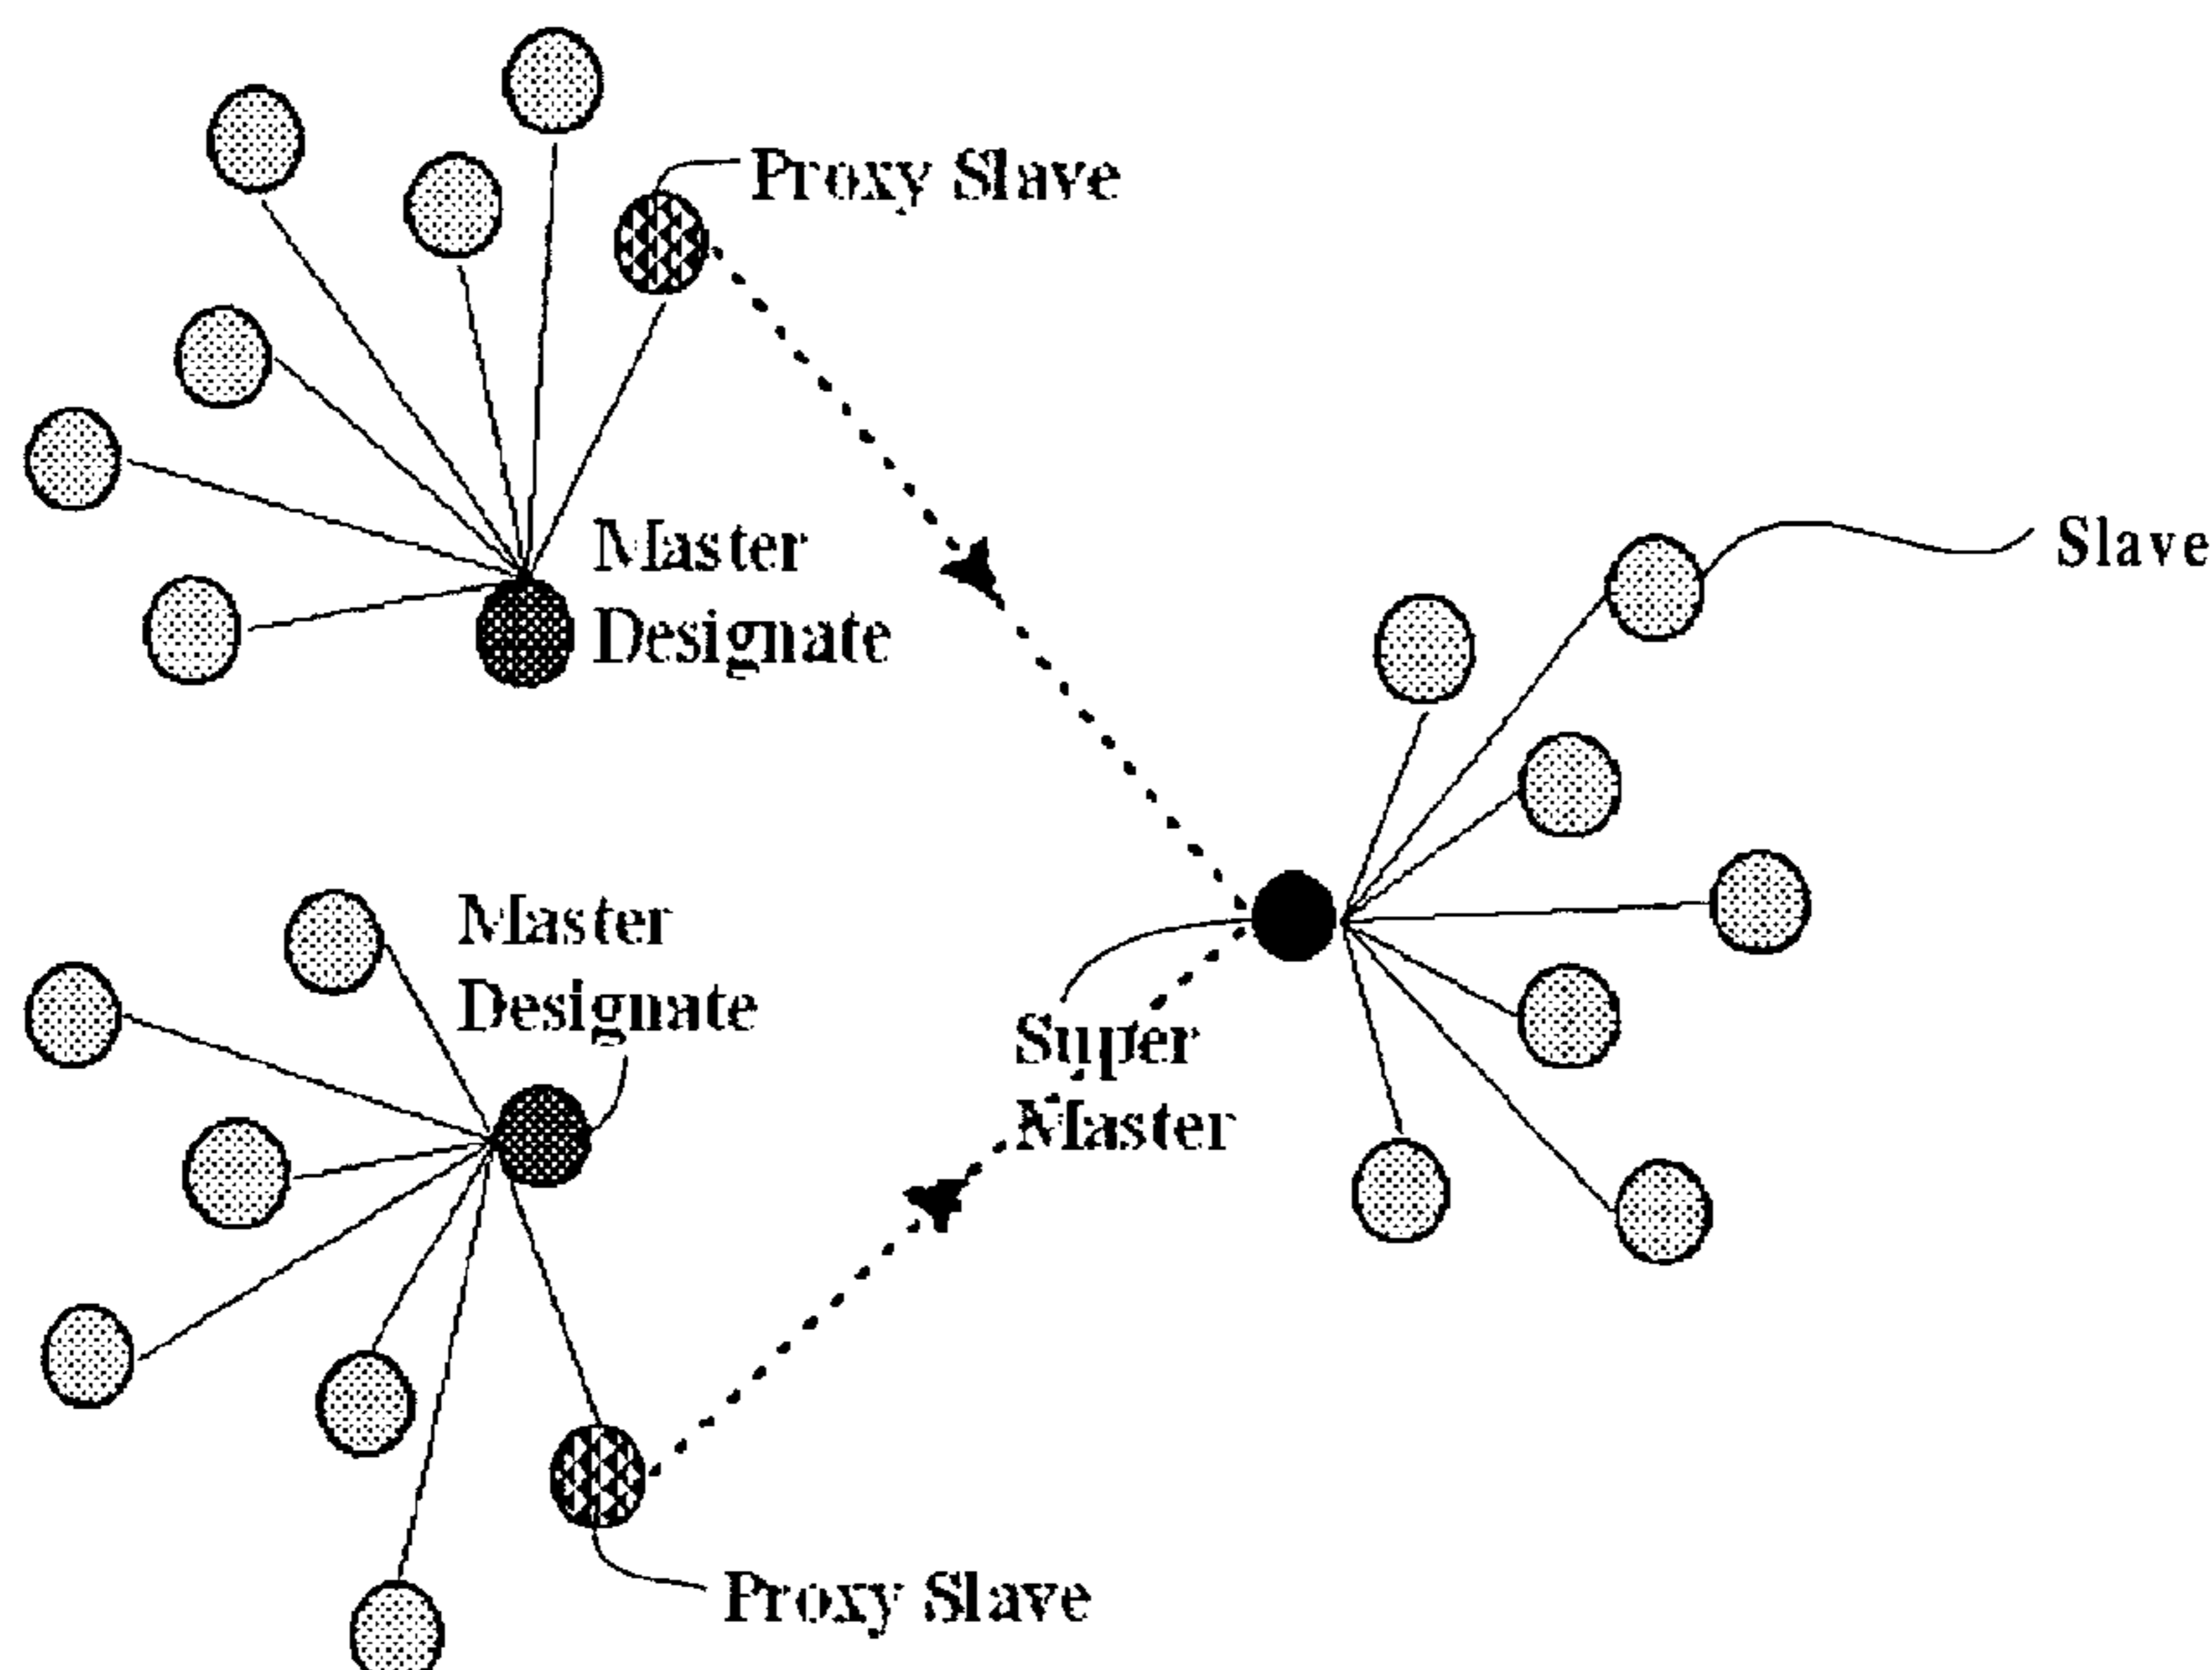 Proxy Slave
Master
Designate
Slave
Master
Designate
Super
Master
Proxy Slave